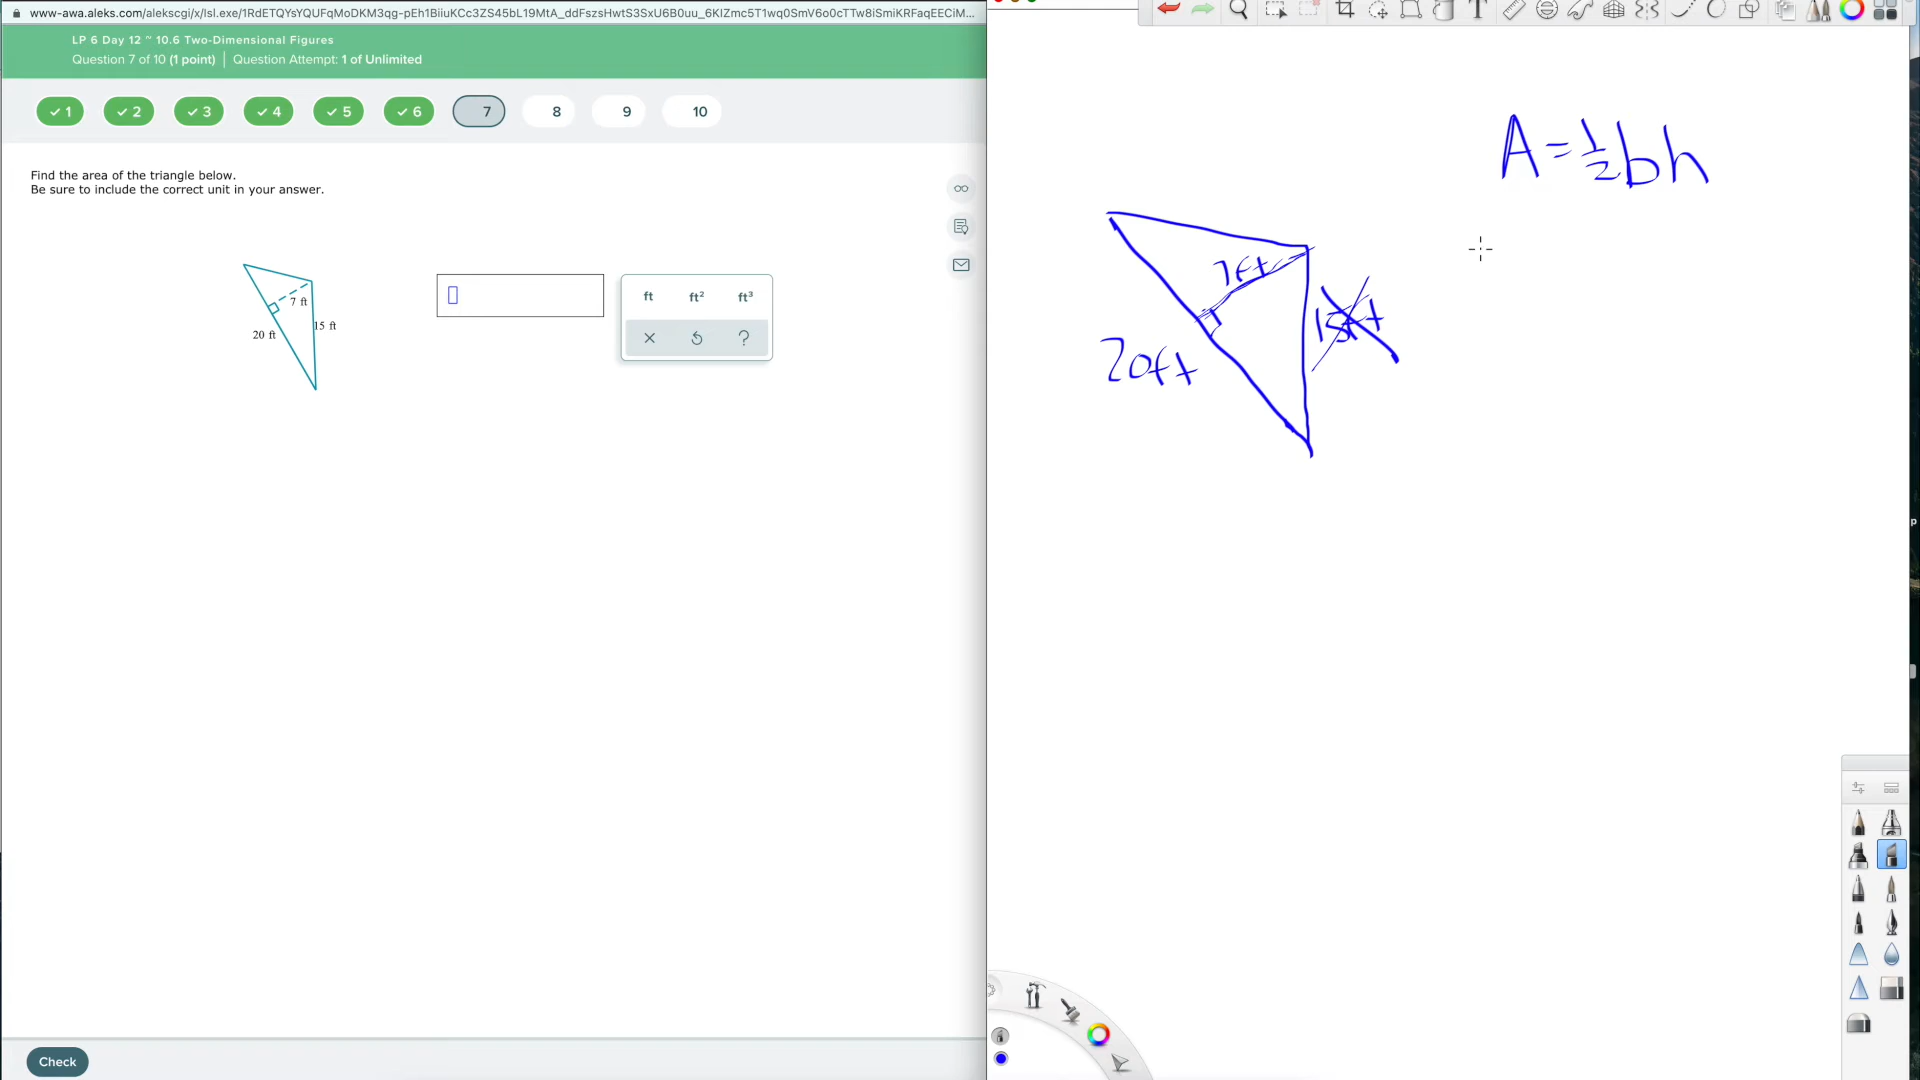 www-awa.aleks.com/alekscgi/x/Isl.exe/1RdETQYsYQUFqMoDKM3qg-pEh1BiiuKCc3ZS45bL19MtA_ddFszsHwtS3SxU6B0uu_6KIZmc5T1wq0SmV6o0cTTw8iSmiKRFaqEECiM...
LP 6 Day 12 ~ 10.6 Two-Dimensional Figures
Question 7 of 10 (1 point) | Question Attempt: 1 of Unlimited
✓ 1 ✓ 2 ✓ 3 ✓ 4 ✓ 5 ✓ 6 7 8 9 10
Find the area of the triangle below.
Be sure to include the correct unit in your answer.
7 ft
15 ft
20 ft
ft ft² ft³
?
Check
A = 1/2 bh
7ft
15ft
20ft